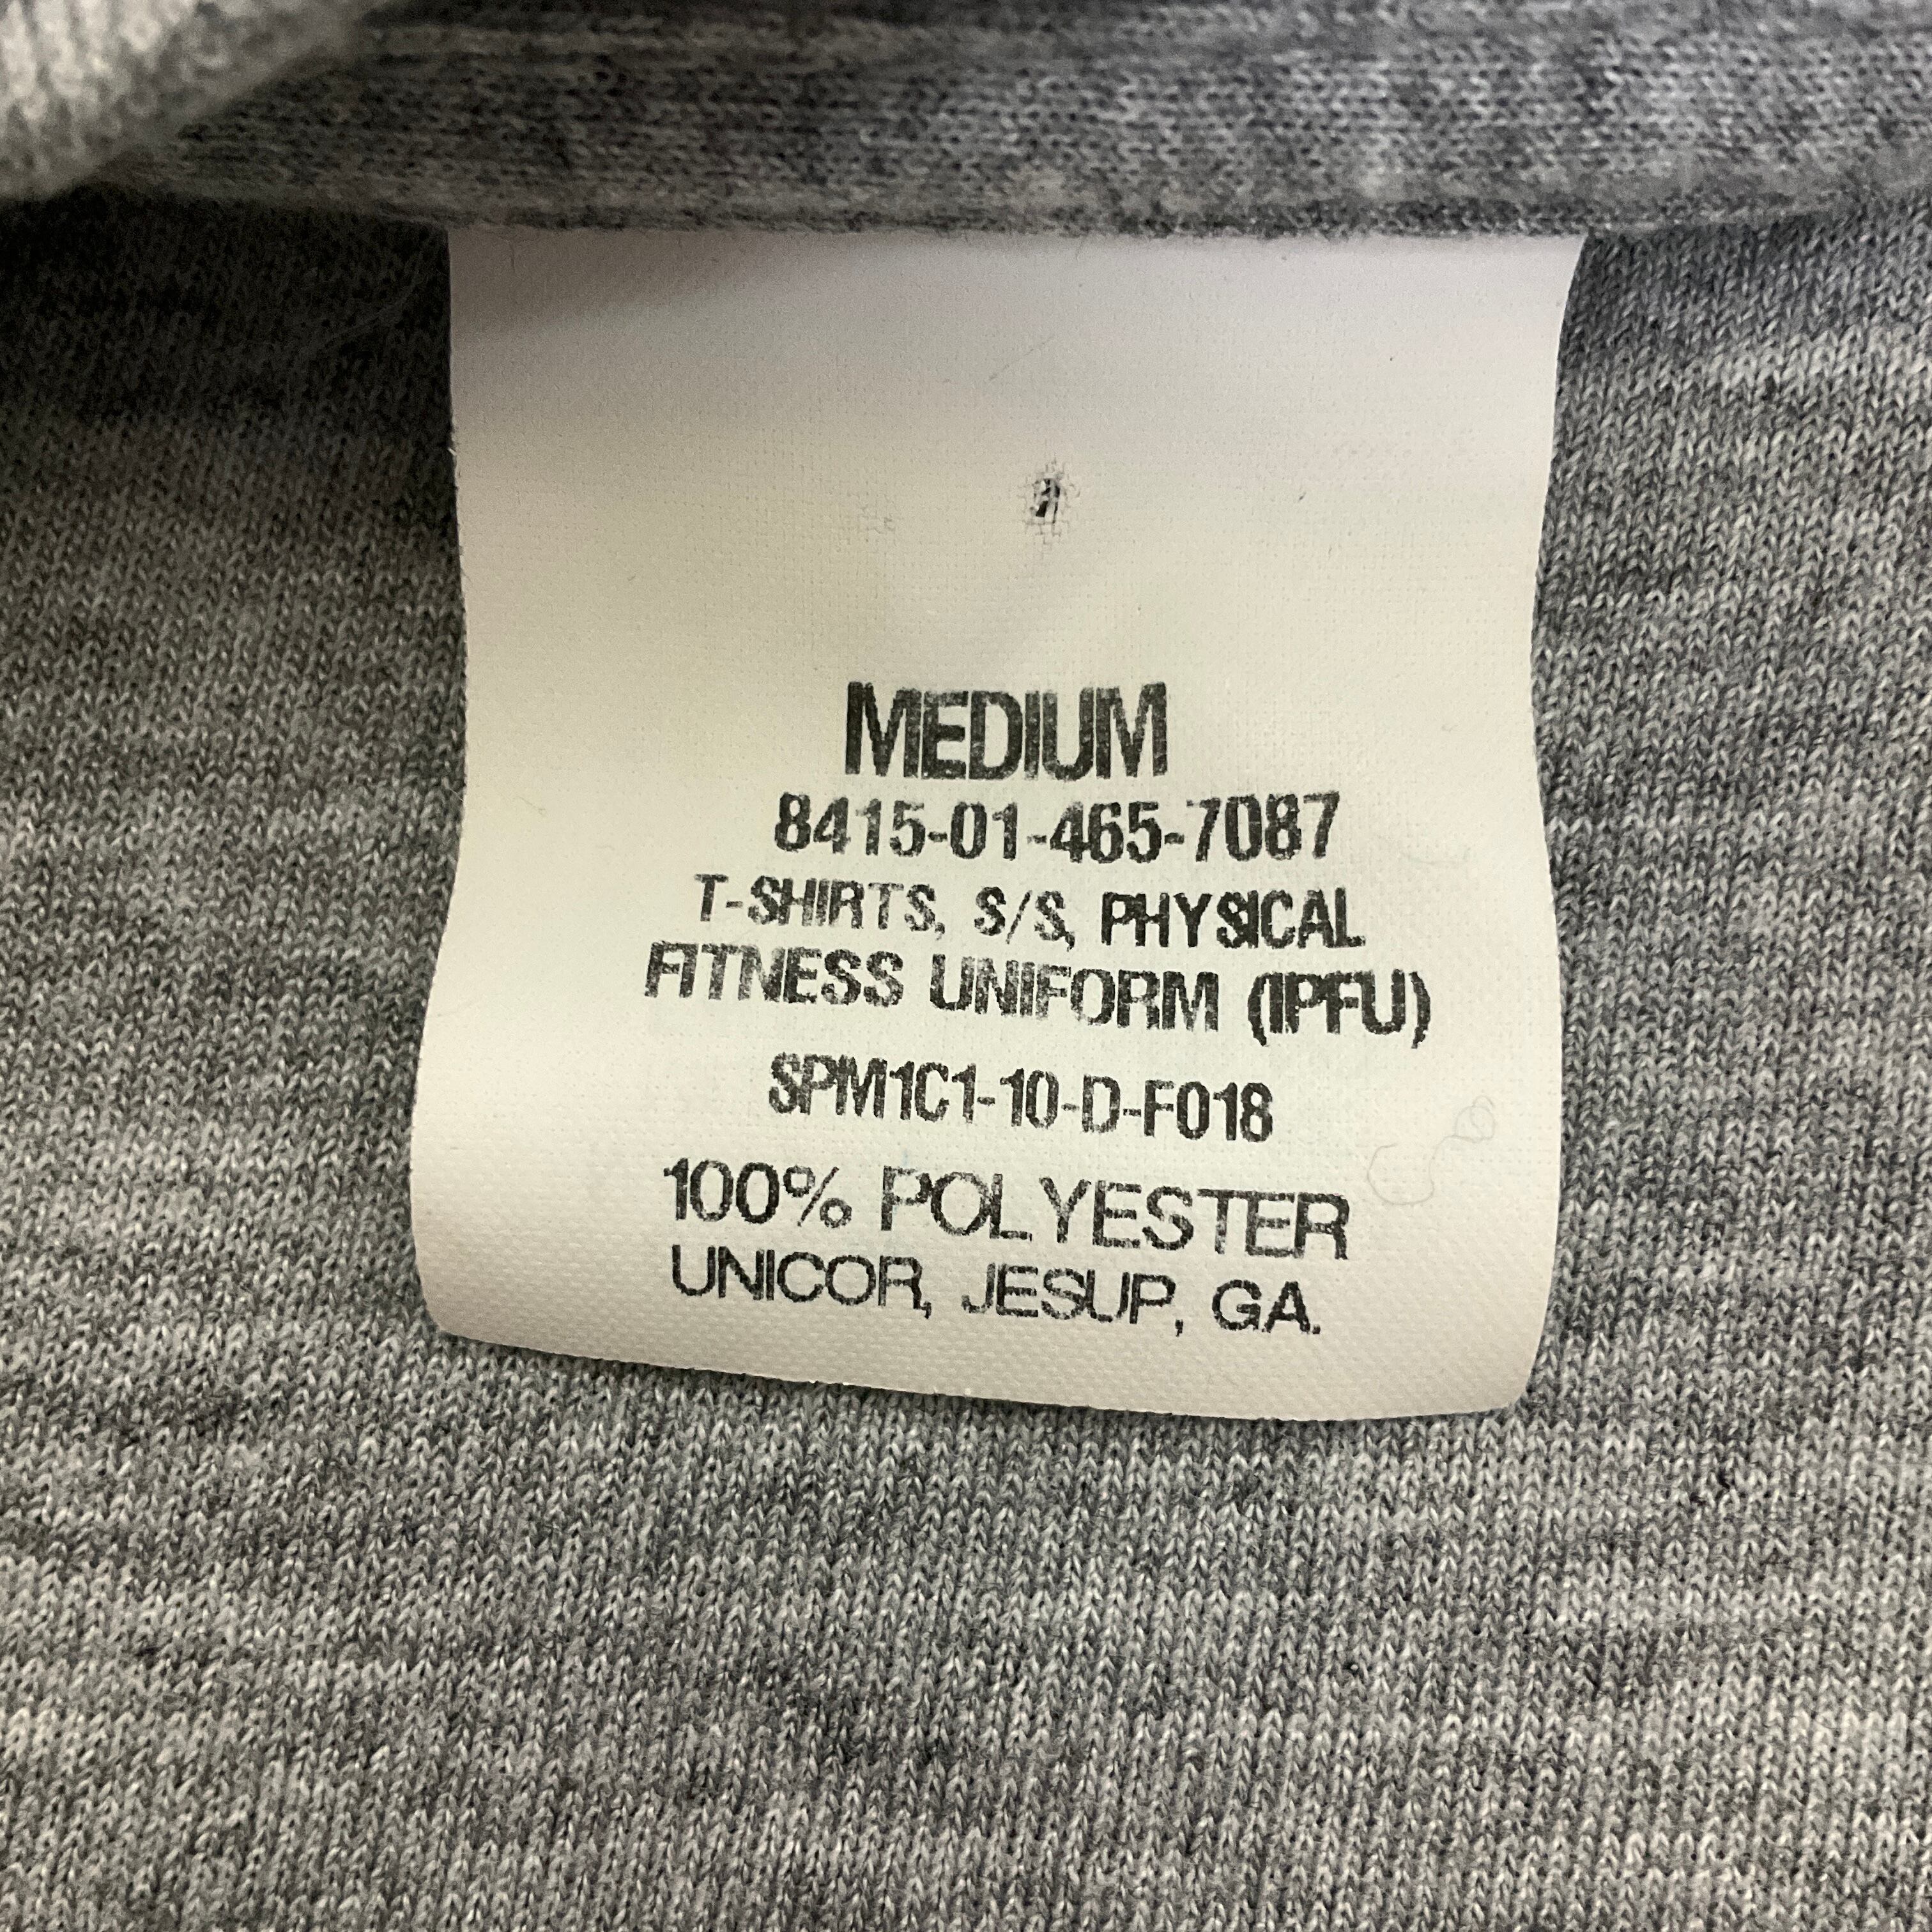 MEDIUM
8415-01-465-7087
T-SHIRTS, S/S, PHYSICAL
FITNESS UNIFORM (IPFU)
SPM1C1-10-D-F018
100% POLYESTER
UNICOR, JESUP, GA.